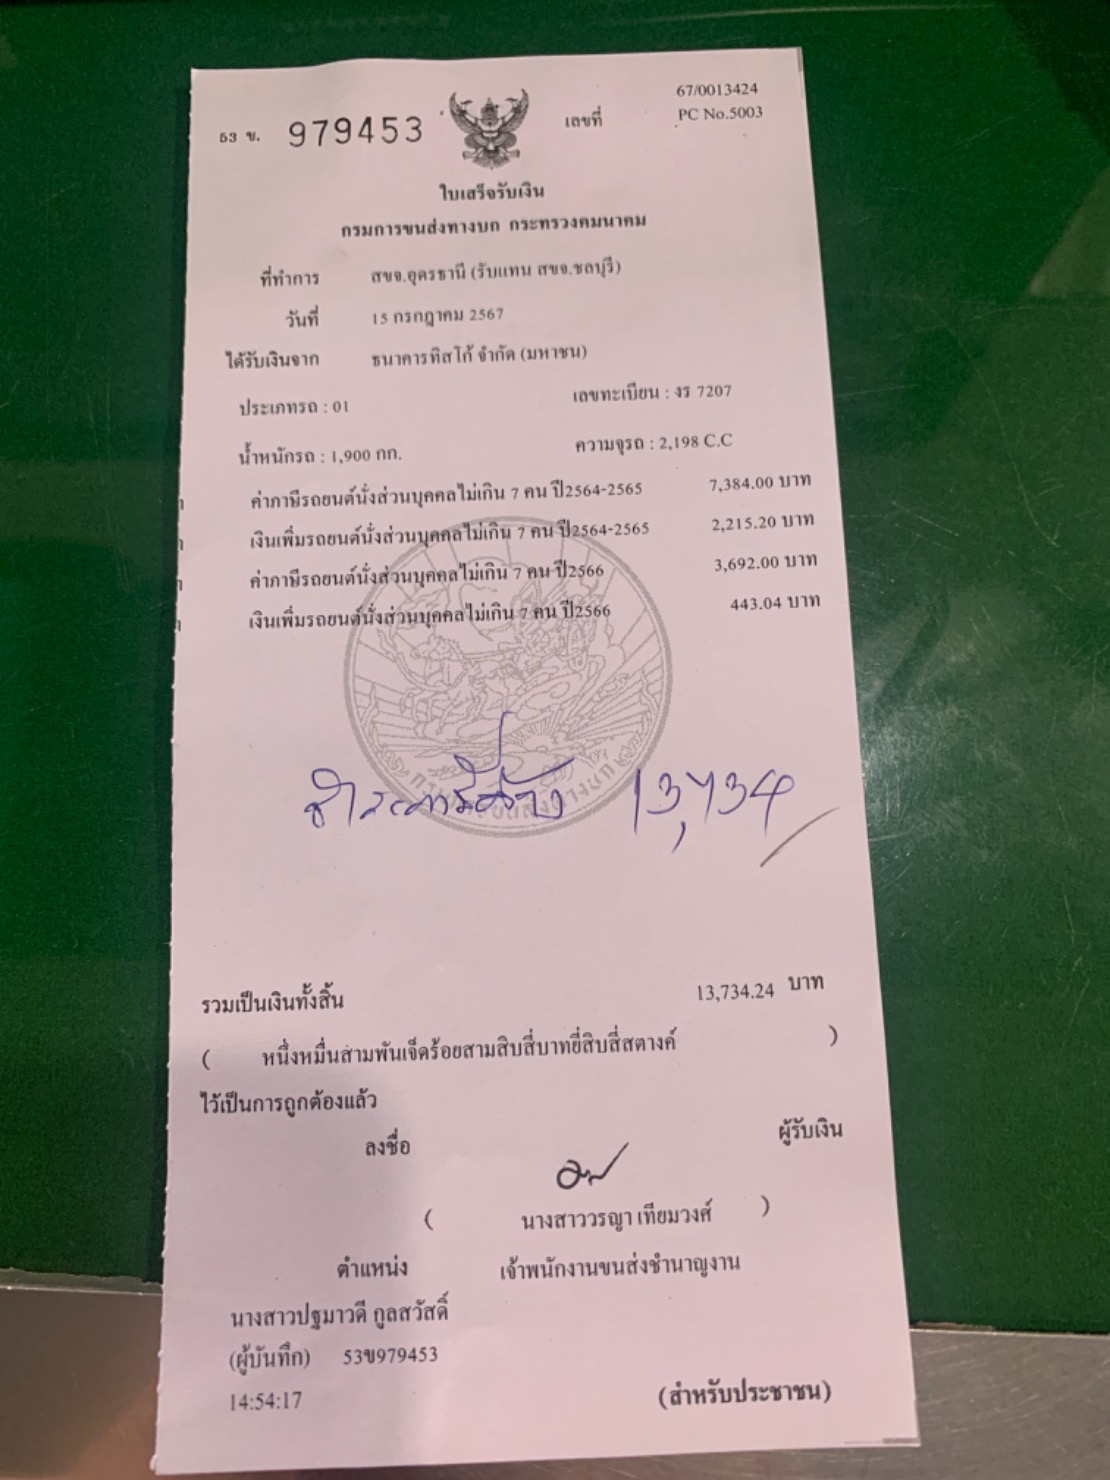 53 ข. 979453 เลขที่ 67/0013424
PC No.5003
ใบเสร็จรับเงิน
กรมการขนส่งทางบก กระทรวงคมนาคม
ที่ทำการ สขจ.อุดรธานี (รับแทน สขจ.ชลบุรี)
วันที่ 15 กรกฎาคม 2567
ได้รับเงินจาก ธนาคารทิสโก้ จำกัด (มหาชน)
ประเภทรถ : 01 เลขทะเบียน : งร 7207
น้ำหนักรถ : 1,900 กก. ความจุรถ : 2,198 C.C
ค่าภาษีรถยนต์นั่งส่วนบุคคลไม่เกิน 7 คน ปี2564-2565 7,384.00 บาท
เงินเพิ่มรถยนต์นั่งส่วนบุคคลไม่เกิน 7 คน ปี2564-2565 2,215.20 บาท
ค่าภาษีรถยนต์นั่งส่วนบุคคลไม่เกิน 7 คน ปี2566 3,692.00 บาท
เงินเพิ่มรถยนต์นั่งส่วนบุคคลไม่เกิน 7 คน ปี2566 443.04 บาท
ชำระภาษีค้าง 13,734
กรมการขนส่งทางบก
รวมเป็นเงินทั้งสิ้น 13,734.24 บาท
( หนึ่งหมื่นสามพันเจ็ดร้อยสามสิบสี่บาทยี่สิบสี่สตางค์ )
ไว้เป็นการถูกต้องแล้ว
ลงชื่อ ผู้รับเงิน
( นางสาววรญา เทียมวงศ์ )
ตำแหน่ง เจ้าพนักงานขนส่งชำนาญงาน
นางสาวปฐมาวดี กูลสวัสดิ์
(ผู้บันทึก) 53ข979453
14:54:17 (สำหรับประชาชน)